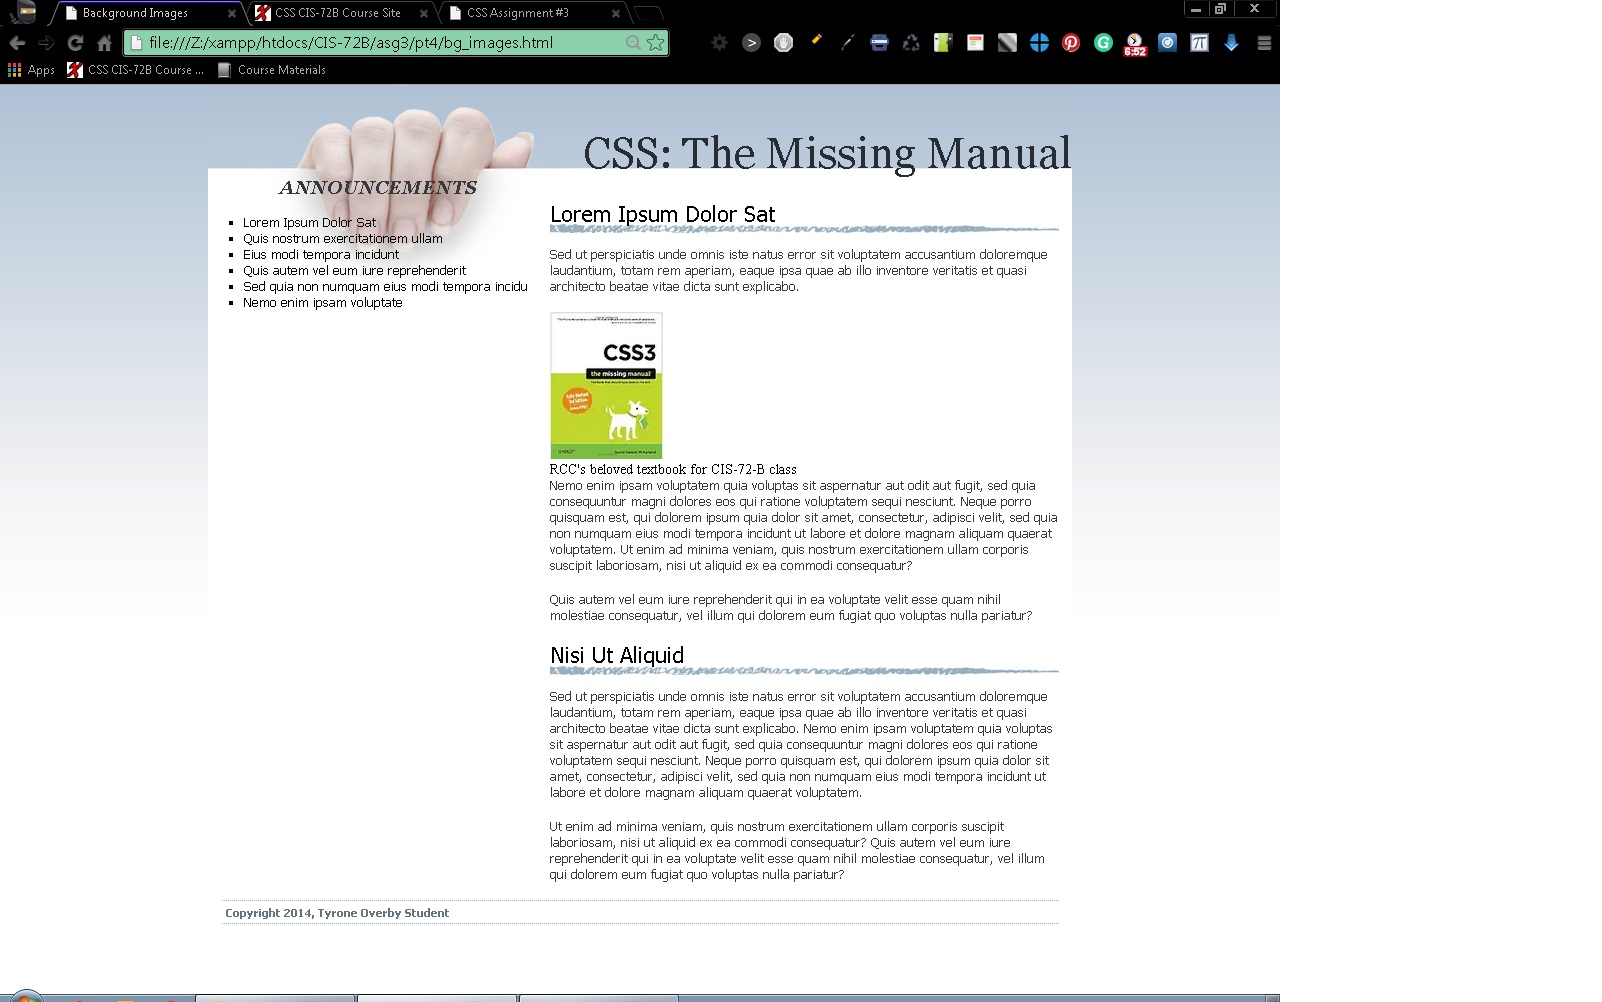 Background Images
CSS CIS-72B Course Site
CSS Assignment #3
file:///Z:/xampp/htdocs/CIS-72B/asg3/pt4/bg_images.html
6:52
Apps
CSS CIS-72B Course ...
Course Materials
CSS: The Missing Manual
ANNOUNCEMENTS
Lorem Ipsum Dolor Sat
Quis nostrum exercitationem ullam
Eius modi tempora incidunt
Quis autem vel eum iure reprehenderit
Sed quia non numquam eius modi tempora incidu
Nemo enim ipsam voluptate
Lorem Ipsum Dolor Sat
Sed ut perspiciatis unde omnis iste natus error sit voluptatem accusantium doloremque
laudantium, totam rem aperiam, eaque ipsa quae ab illo inventore veritatis et quasi
architecto beatae vitae dicta sunt explicabo.
CSS3
the missing manual
RCC's beloved textbook for CIS-72-B class
Nemo enim ipsam voluptatem quia voluptas sit aspernatur aut odit aut fugit, sed quia
consequuntur magni dolores eos qui ratione voluptatem sequi nesciunt. Neque porro
quisquam est, qui dolorem ipsum quia dolor sit amet, consectetur, adipisci velit, sed quia
non numquam eius modi tempora incidunt ut labore et dolore magnam aliquam quaerat
voluptatem. Ut enim ad minima veniam, quis nostrum exercitationem ullam corporis
suscipit laboriosam, nisi ut aliquid ex ea commodi consequatur?
Quis autem vel eum iure reprehenderit qui in ea voluptate velit esse quam nihil
molestiae consequatur, vel illum qui dolorem eum fugiat quo voluptas nulla pariatur?
Nisi Ut Aliquid
Sed ut perspiciatis unde omnis iste natus error sit voluptatem accusantium doloremque
laudantium, totam rem aperiam, eaque ipsa quae ab illo inventore veritatis et quasi
architecto beatae vitae dicta sunt explicabo. Nemo enim ipsam voluptatem quia voluptas
sit aspernatur aut odit aut fugit, sed quia consequuntur magni dolores eos qui ratione
voluptatem sequi nesciunt. Neque porro quisquam est, qui dolorem ipsum quia dolor sit
amet, consectetur, adipisci velit, sed quia non numquam eius modi tempora incidunt ut
labore et dolore magnam aliquam quaerat voluptatem.
Ut enim ad minima veniam, quis nostrum exercitationem ullam corporis suscipit
laboriosam, nisi ut aliquid ex ea commodi consequatur? Quis autem vel eum iure
reprehenderit qui in ea voluptate velit esse quam nihil molestiae consequatur, vel illum
qui dolorem eum fugiat quo voluptas nulla pariatur?
Copyright 2014, Tyrone Overby Student